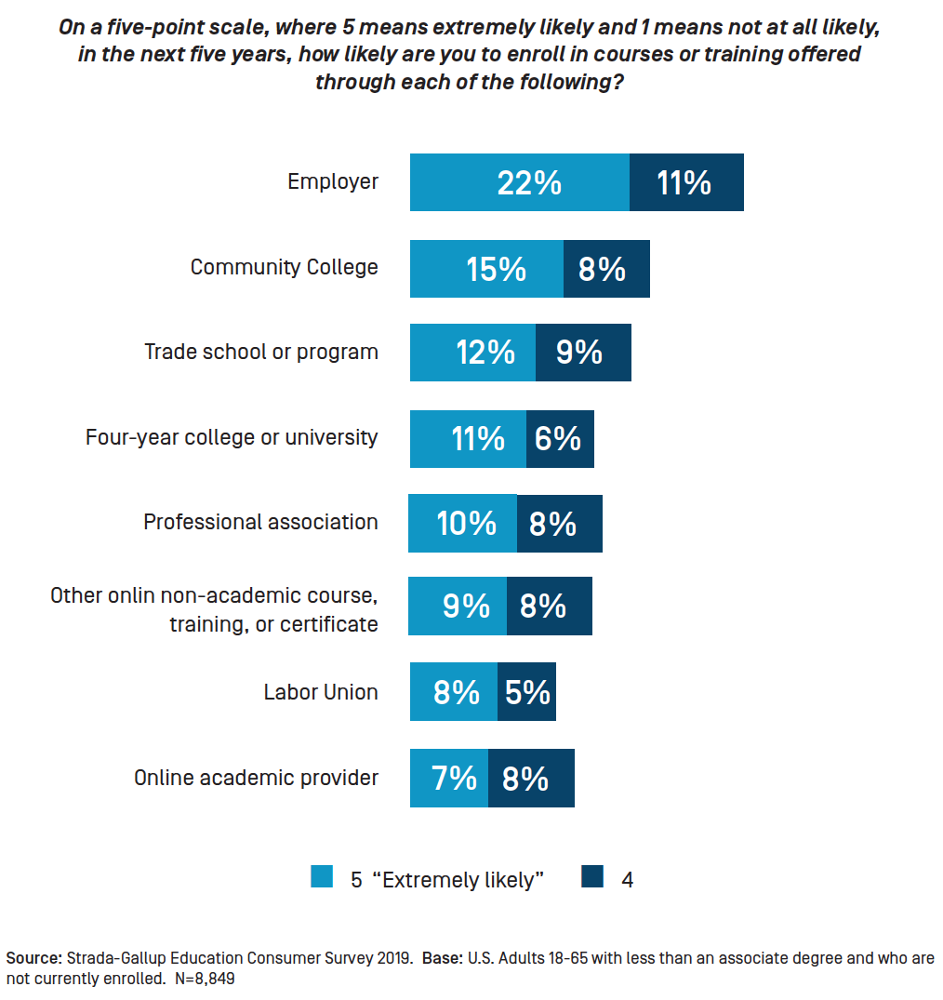 On a five-point scale, where 5 means extremely likely and 1 means not at all likely,
in the next five years, how likely are you to enroll in courses or training offered
through each of the following?
Employer 22% 11%
Community College 15% 8%
Trade school or program 12% 9%
Four-year college or university 11% 6%
Professional association 10% 8%
Other onlin non-academic course,
training, or certificate 9% 8%
Labor Union 8% 5%
Online academic provider 7% 8%
5 “Extremely likely” 4
Source: Strada-Gallup Education Consumer Survey 2019. Base: U.S. Adults 18-65 with less than an associate degree and who are
not currently enrolled. N=8,849